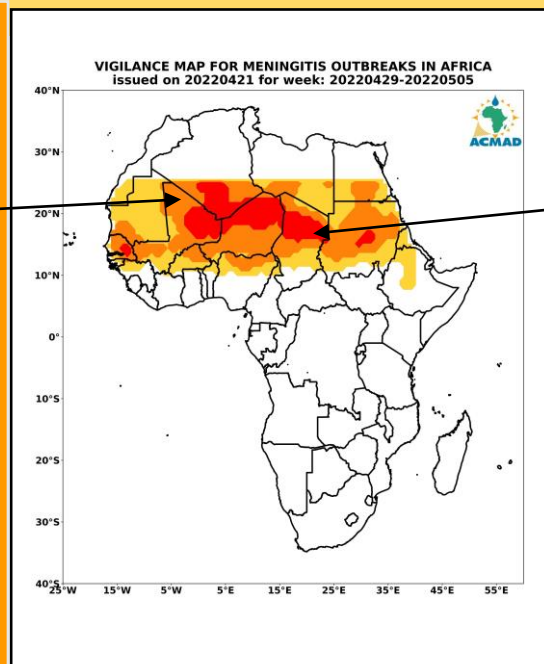 VIGILANCE MAP FOR MENINGITIS OUTBREAKS IN AFRICA
issued on 20220421 for week: 20220429-20220505
ACMAD
40°N
30°N
20°N
10°N
0°
10°S
20°S
30°S
40°S
25°W 15°W 5°W 5°E 15°E 25°E 35°E 45°E 55°E